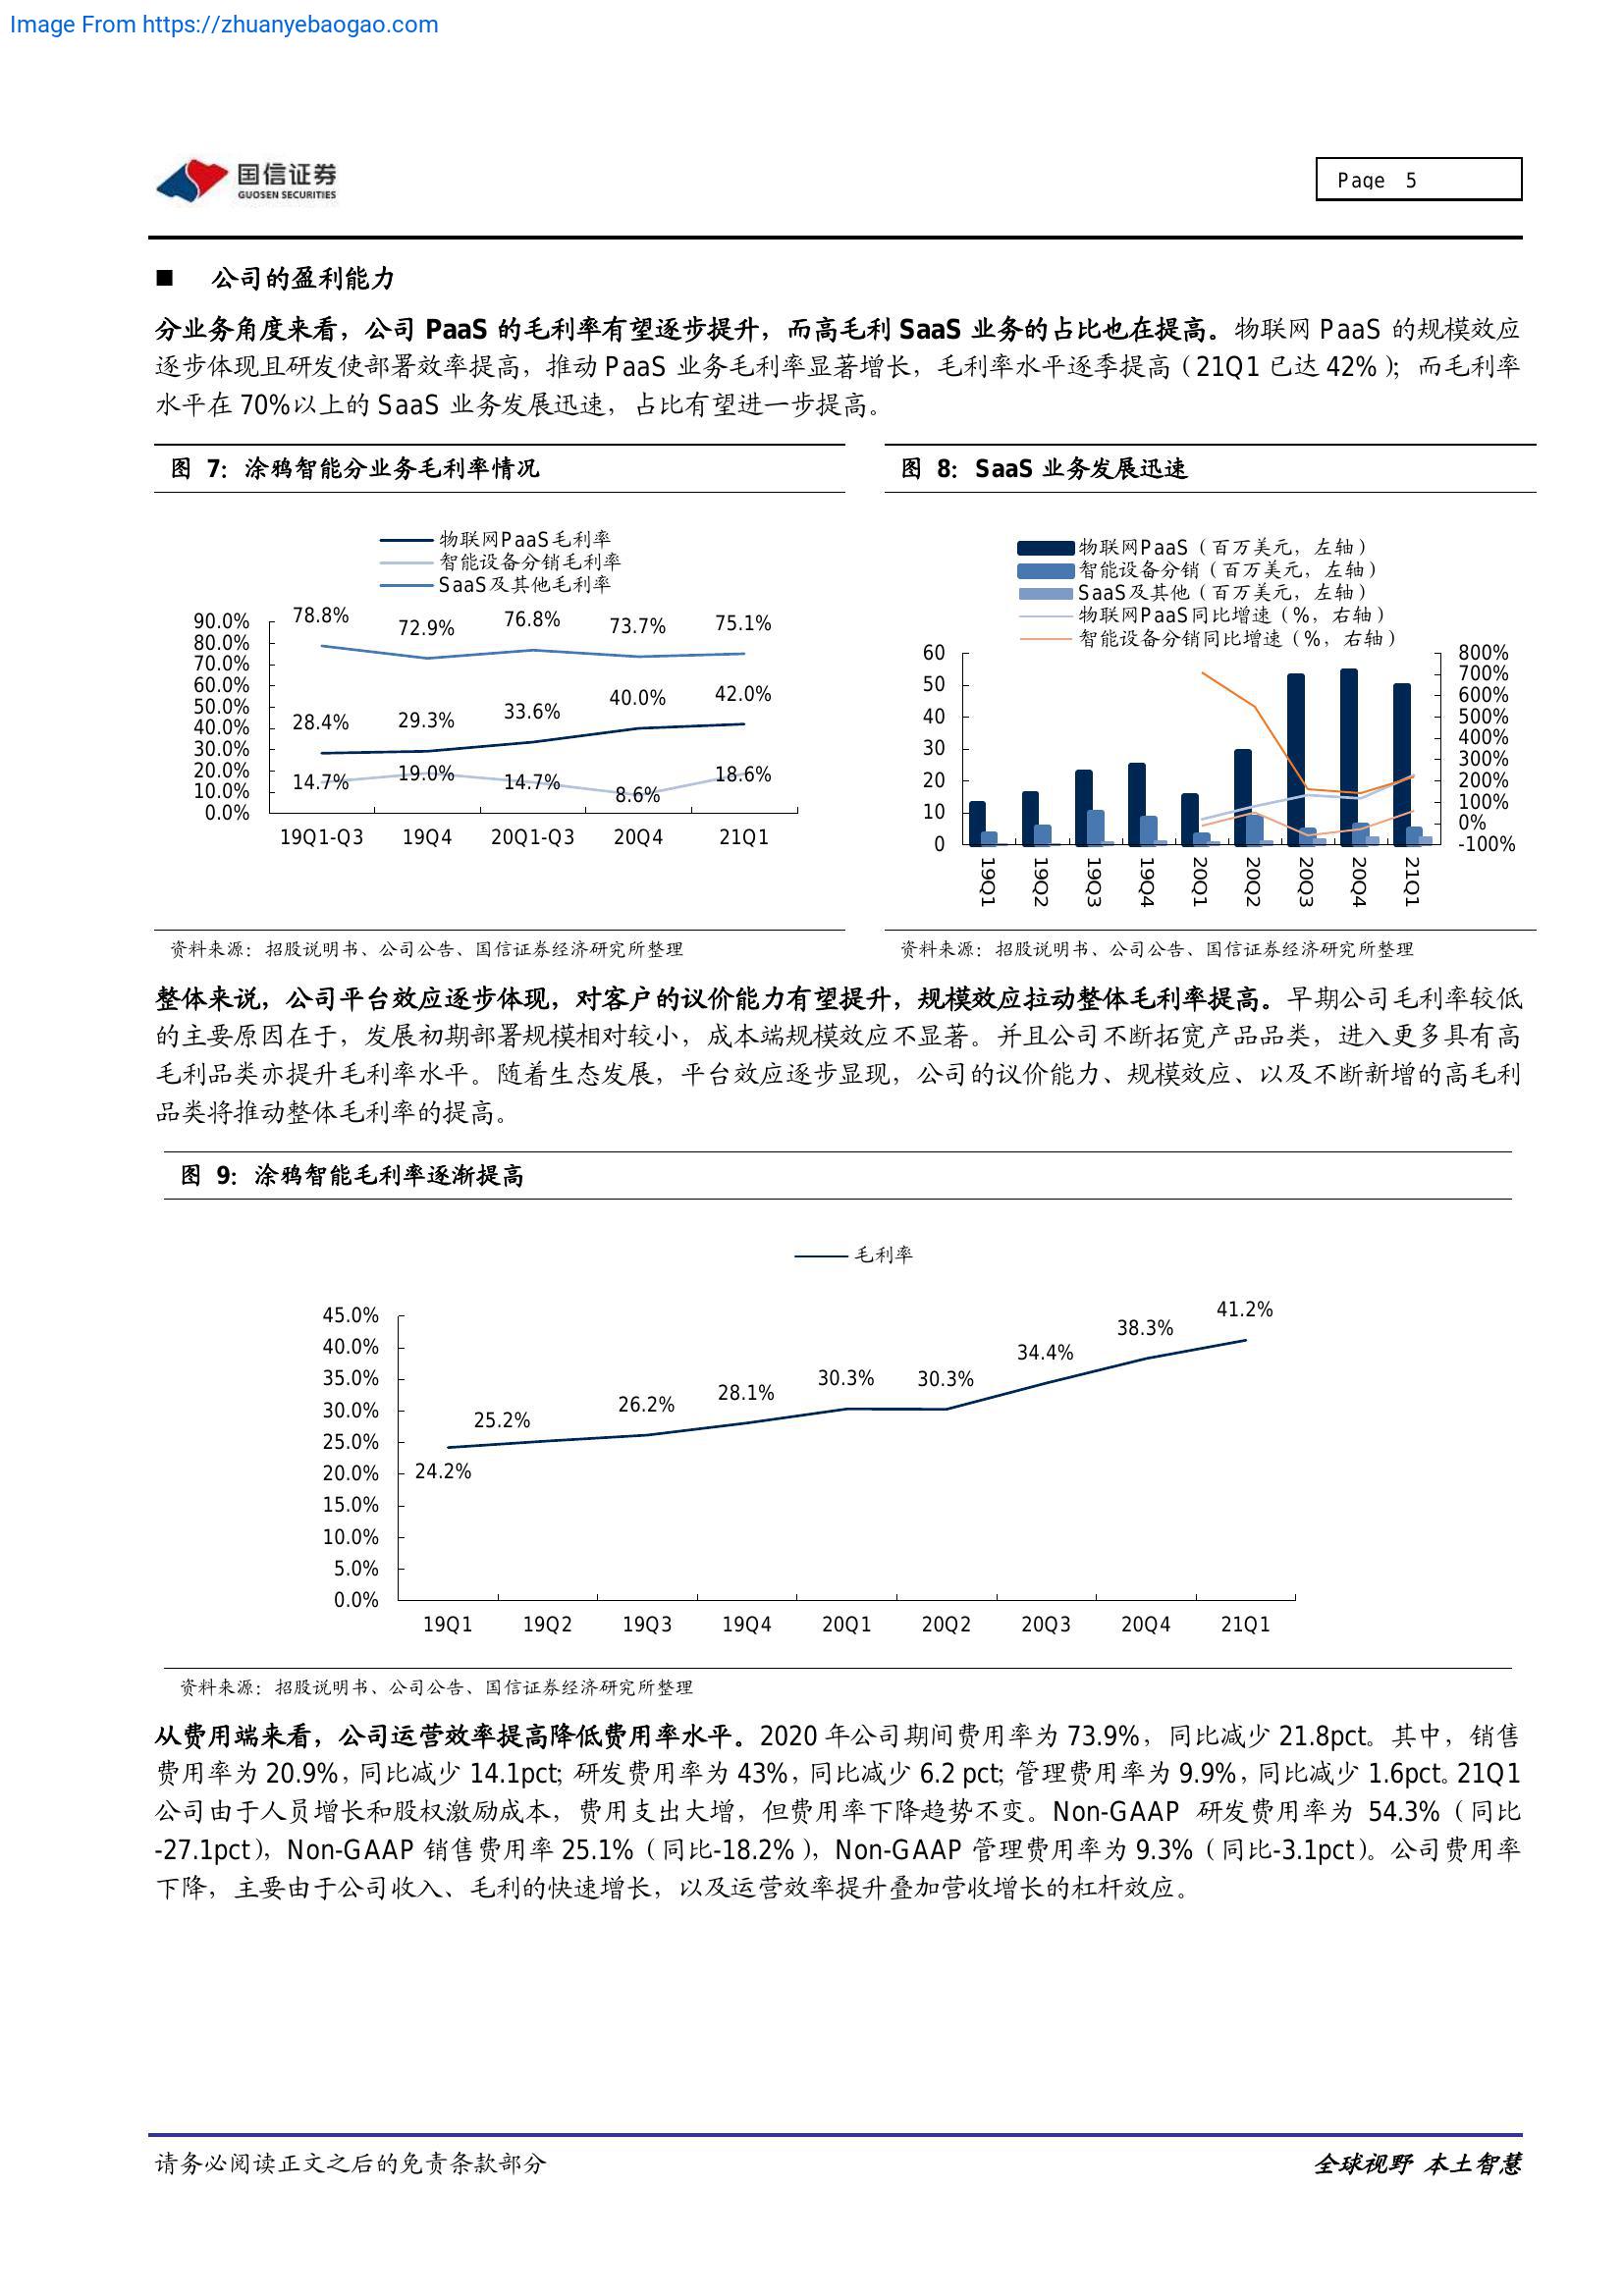 Image From https://zhuanyebaogao.com
国信证券
GUOSEN SECURITIES
Page 5
■ 公司的盈利能力
分业务角度来看，公司 PaaS 的毛利率有望逐步提升，而高毛利 SaaS 业务的占比也在提高。物联网 PaaS 的规模效应
逐步体现且研发使部署效率提高，推动 PaaS 业务毛利率显著增长，毛利率水平逐季提高（21Q1 已达 42%）；而毛利率
水平在 70%以上的 SaaS 业务发展迅速，占比有望进一步提高。
图 7：涂鸦智能分业务毛利率情况
物联网PaaS毛利率
智能设备分销毛利率
SaaS及其他毛利率
90.0%
80.0%
70.0%
60.0%
50.0%
40.0%
30.0%
20.0%
10.0%
0.0%
78.8%
72.9%
76.8%
73.7%
75.1%
28.4%
29.3%
33.6%
40.0%
42.0%
14.7%
19.0%
14.7%
8.6%
18.6%
19Q1-Q3 19Q4 20Q1-Q3 20Q4 21Q1
资料来源：招股说明书、公司公告、国信证券经济研究所整理
图 8：SaaS 业务发展迅速
物联网PaaS（百万美元，左轴）
智能设备分销（百万美元，左轴）
SaaS及其他（百万美元，左轴）
物联网PaaS同比增速（%，右轴）
智能设备分销同比增速（%，右轴）
60
50
40
30
20
10
0
800%
700%
600%
500%
400%
300%
200%
100%
0%
-100%
19Q1
19Q2
19Q3
19Q4
20Q1
20Q2
20Q3
20Q4
21Q1
资料来源：招股说明书、公司公告、国信证券经济研究所整理
整体来说，公司平台效应逐步体现，对客户的议价能力有望提升，规模效应拉动整体毛利率提高。早期公司毛利率较低
的主要原因在于，发展初期部署规模相对较小，成本端规模效应不显著。并且公司不断拓宽产品品类，进入更多具有高
毛利品类亦提升毛利率水平。随着生态发展，平台效应逐步显现，公司的议价能力、规模效应、以及不断新增的高毛利
品类将推动整体毛利率的提高。
图 9：涂鸦智能毛利率逐渐提高
毛利率
45.0%
40.0%
35.0%
30.0%
25.0%
20.0%
15.0%
10.0%
5.0%
0.0%
24.2%
25.2%
26.2%
28.1%
30.3%
30.3%
34.4%
38.3%
41.2%
19Q1 19Q2 19Q3 19Q4 20Q1 20Q2 20Q3 20Q4 21Q1
资料来源：招股说明书、公司公告、国信证券经济研究所整理
从费用端来看，公司运营效率提高降低费用率水平。2020 年公司期间费用率为 73.9%，同比减少 21.8pct。其中，销售
费用率为 20.9%，同比减少 14.1pct；研发费用率为 43%，同比减少 6.2 pct；管理费用率为 9.9%，同比减少 1.6pct。21Q1
公司由于人员增长和股权激励成本，费用支出大增，但费用率下降趋势不变。Non-GAAP 研发费用率为 54.3%（同比
-27.1pct），Non-GAAP 销售费用率 25.1%（同比-18.2%），Non-GAAP 管理费用率为 9.3%（同比-3.1pct）。公司费用率
下降，主要由于公司收入、毛利的快速增长，以及运营效率提升叠加营收增长的杠杆效应。
请务必阅读正文之后的免责条款部分
全球视野 本土智慧